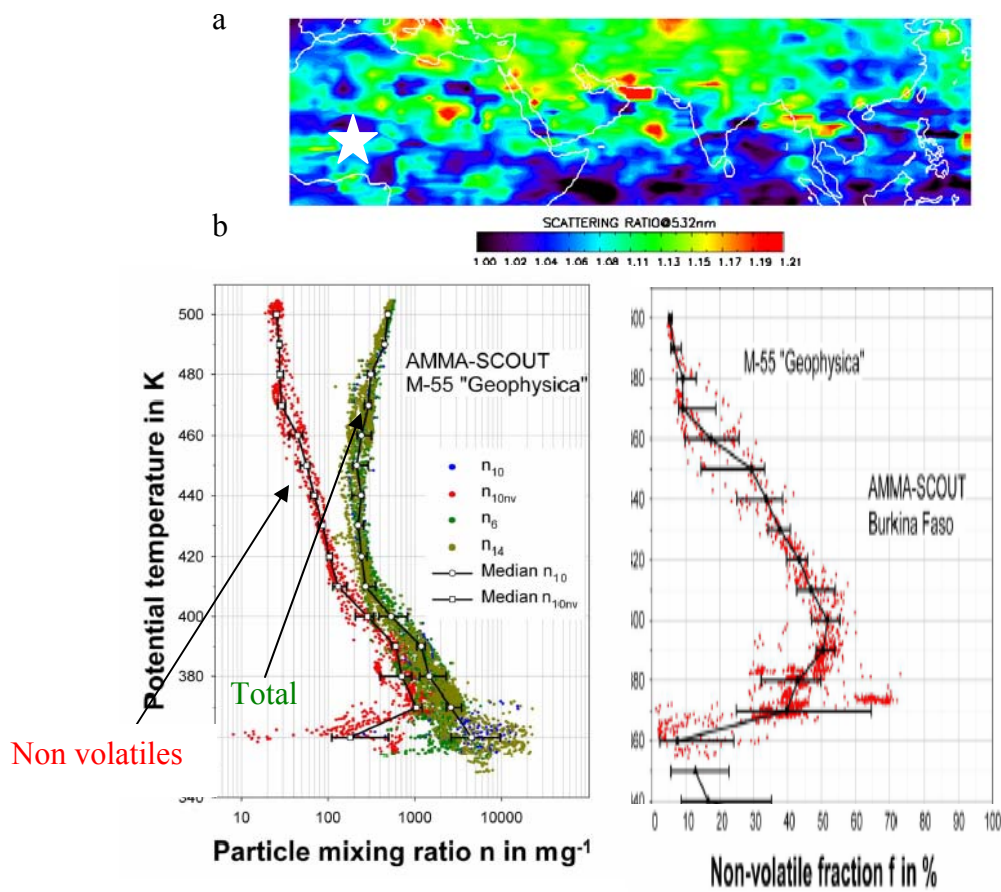 a
b
SCATTERING RATIO@532nm
1.00 1.02 1.04 1.06 1.08 1.11 1.13 1.15 1.17 1.19 1.21
500
480
460
440
420
400
380
360
340
Potential temperature in K
AMMA-SCOUT
M-55 "Geophysica"
n10
n10nv
n6
n14
Median n10
Median n10nv
Total
Non volatiles
10 100 1000 10000
Particle mixing ratio n in mg-1
M-55 "Geophysica"
AMMA-SCOUT
Burkina Faso
0 10 20 30 40 50 60 70 80 90 100
Non-volatile fraction f in %